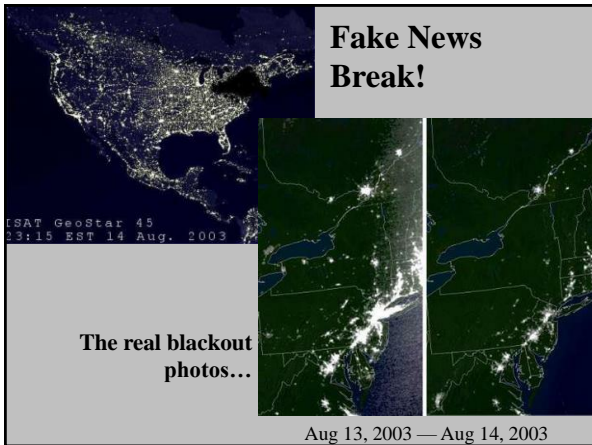 Fake News
Break!
ISAT GeoStar 45
23:15 EST 14 Aug. 2003
The real blackout
photos…
Aug 13, 2003 — Aug 14, 2003